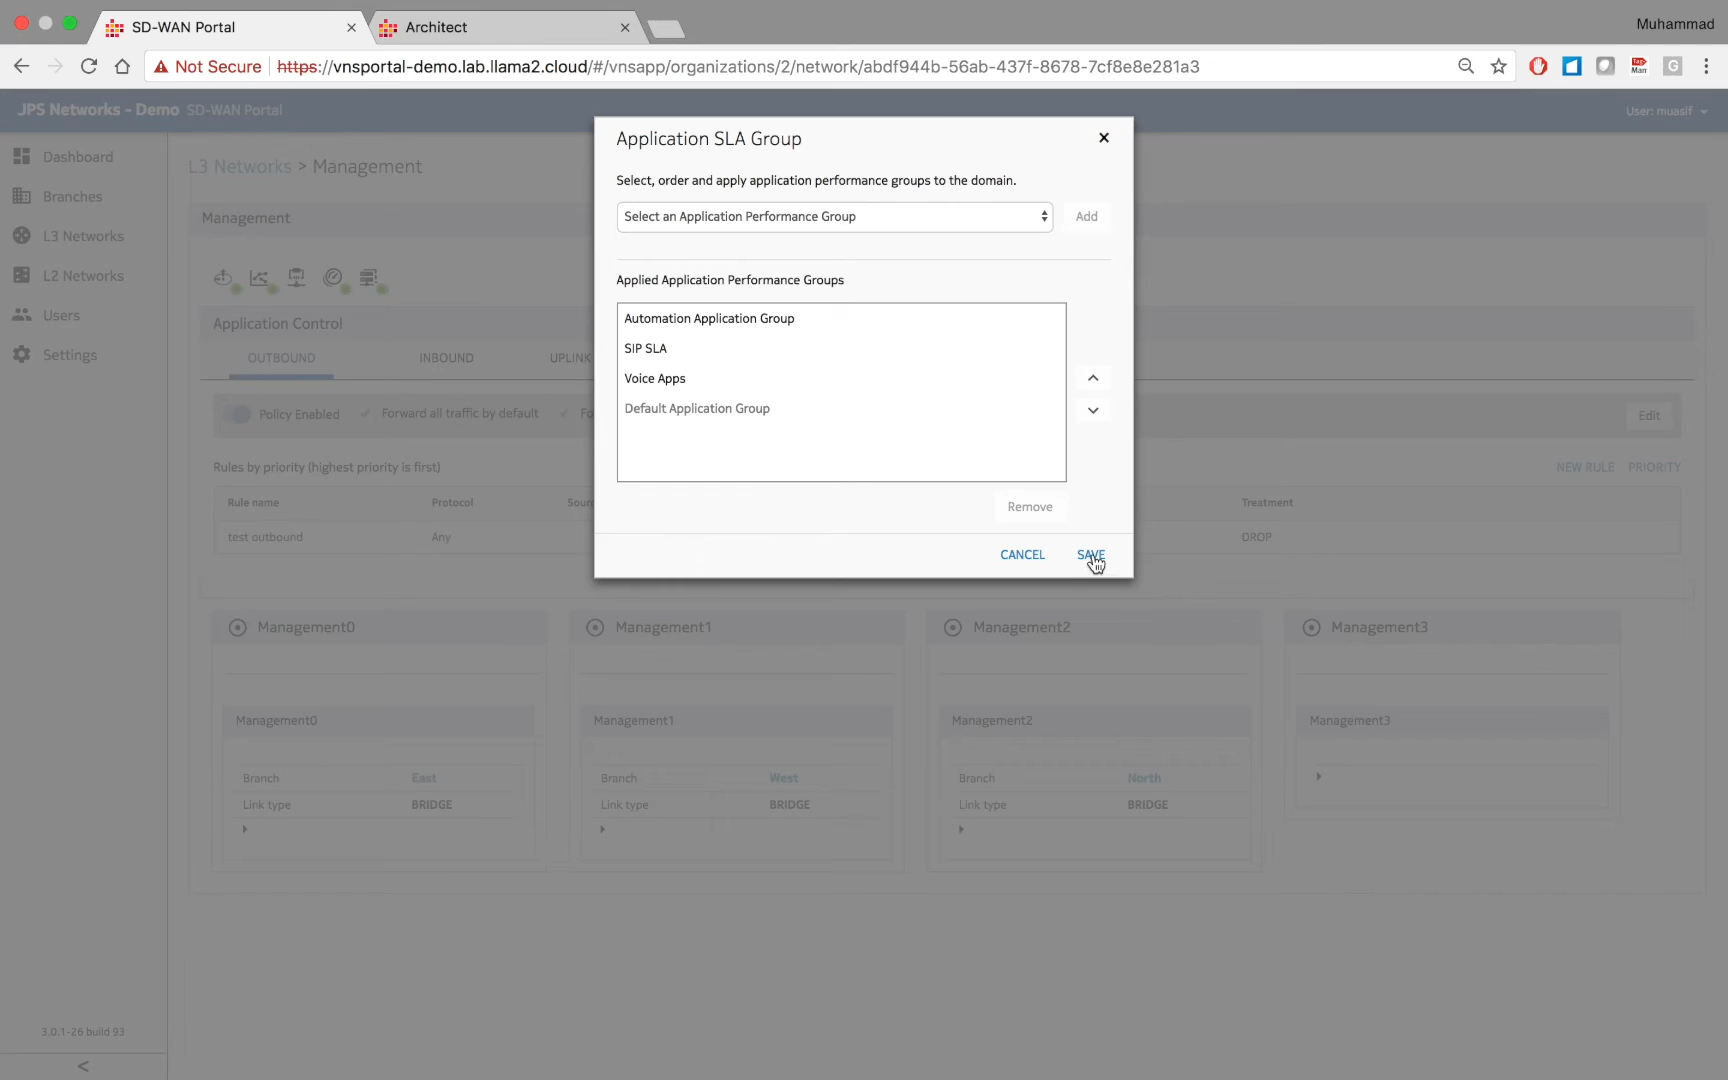 SD-WAN Portal
Architect
Muhammad
Not Secure
https://vnsportal-demo.lab.llama2.cloud/#/vnsapp/organizations/2/network/abdf944b-56ab-437f-8678-7cf8e8e281a3
JPS Networks - Demo SD-WAN Portal
User: muasif
Dashboard
Branches
L3 Networks
L2 Networks
Users
Settings
3.0.1-26 build 93
<
L3 Networks > Management
Management
Application Control
OUTBOUND INBOUND UPLINK
Policy Enabled Forward all traffic by default
Edit
Rules by priority (highest priority is first)
NEW RULE PRIORITY
Rule name Protocol Treatment
test outbound Any DROP
Application SLA Group
Select, order and apply application performance groups to the domain.
Select an Application Performance Group
Add
Applied Application Performance Groups
Automation Application Group
SIP SLA
Voice Apps
Default Application Group
Remove
CANCEL SAVE
Management0 Management1 Management2 Management3
Management0 Management1 Management2 Management3
Branch East Branch West Branch North
Link type BRIDGE Link type BRIDGE Link type BRIDGE